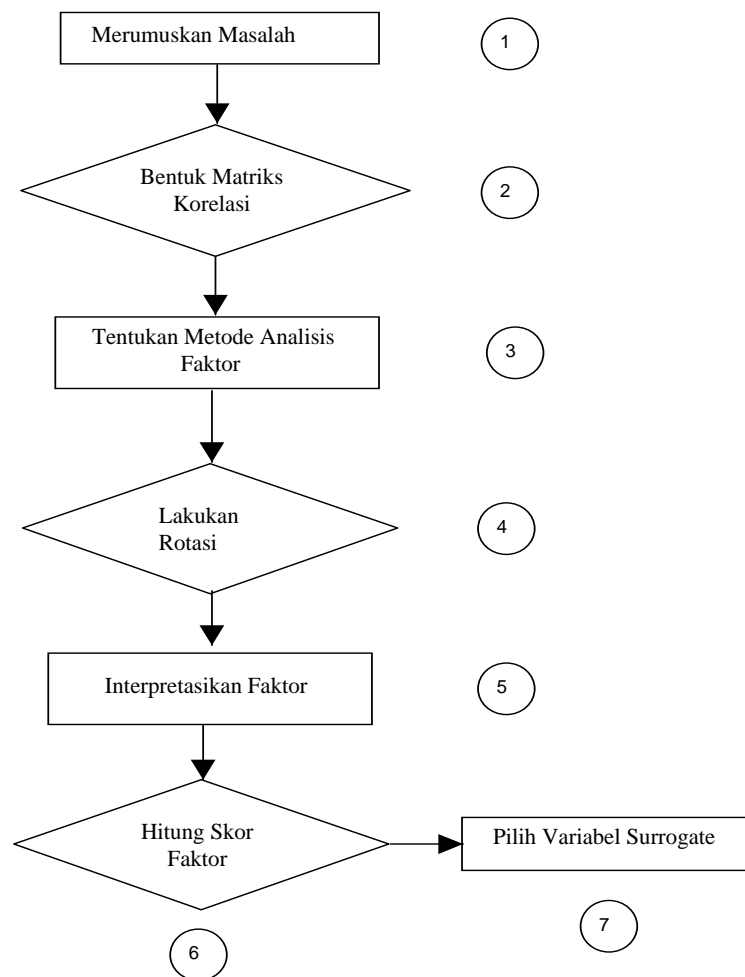 Merumuskan Masalah
1
Bentuk Matriks
Korelasi
2
Tentukan Metode Analisis
Faktor
3
Lakukan
Rotasi
4
Interpretasikan Faktor
5
Hitung Skor
Faktor
Pilih Variabel Surrogate
6
7